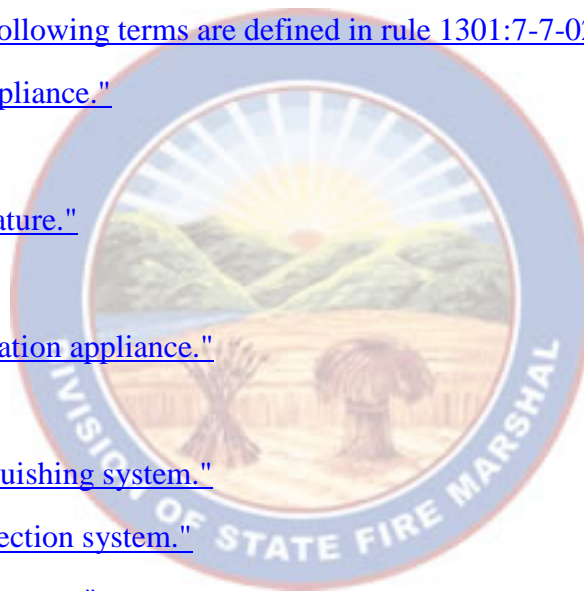 ollowing terms are defined in rule 1301:7-7-02
pliance."
ature."
ation appliance."
uishing system."
ection system."
DIVISION OF STATE FIRE MARSHAL